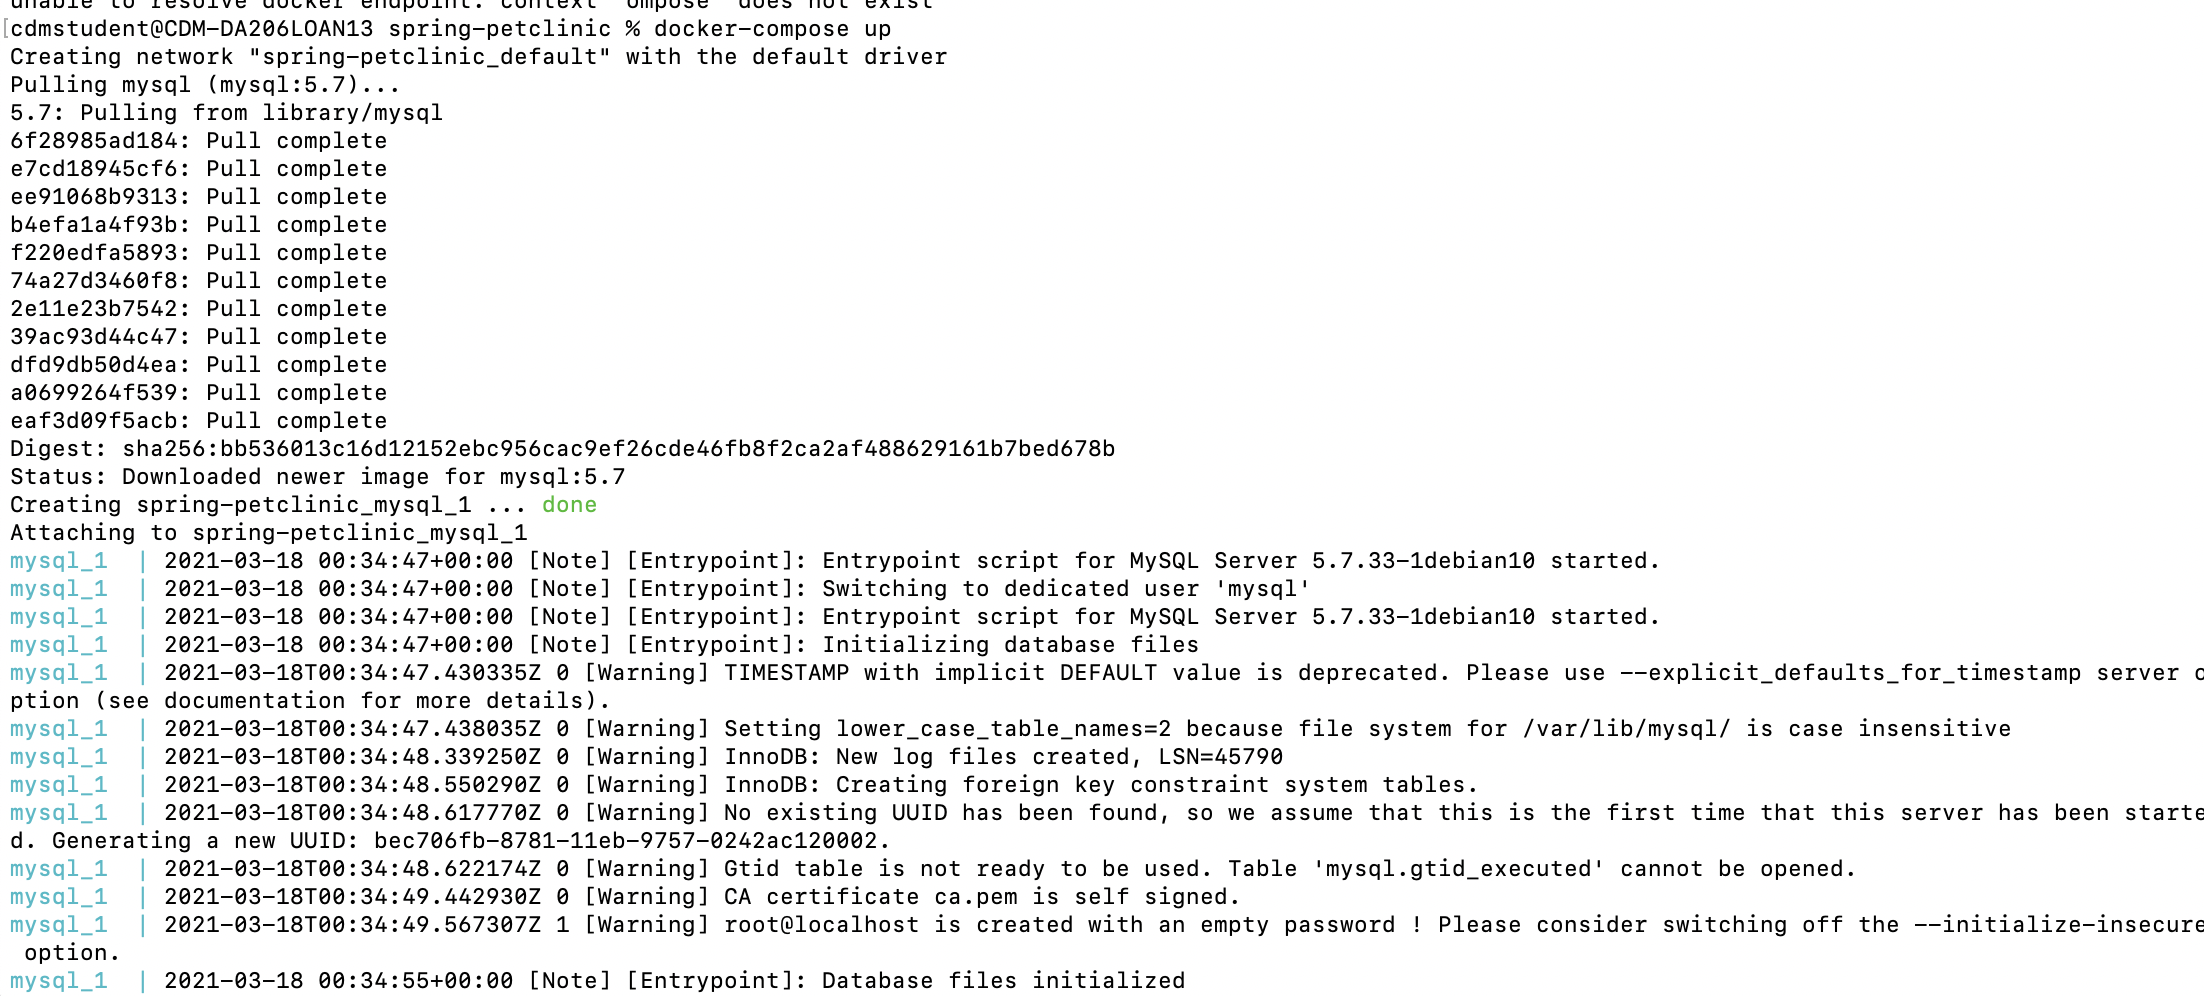 unable to resolve docker endpoint: context "ompose" does not exist
[cdmstudent@CDM-DA206LOAN13 spring-petclinic % docker-compose up
Creating network "spring-petclinic_default" with the default driver
Pulling mysql (mysql:5.7)...
5.7: Pulling from library/mysql
6f28985ad184: Pull complete
e7cd18945cf6: Pull complete
ee91068b9313: Pull complete
b4efa1a4f93b: Pull complete
f220edfa5893: Pull complete
74a27d3460f8: Pull complete
2e11e23b7542: Pull complete
39ac93d44c47: Pull complete
dfd9db50d4ea: Pull complete
a0699264f539: Pull complete
eaf3d09f5acb: Pull complete
Digest: sha256:bb536013c16d12152ebc956cac9ef26cde46fb8f2ca2af488629161b7bed678b
Status: Downloaded newer image for mysql:5.7
Creating spring-petclinic_mysql_1 ... done
Attaching to spring-petclinic_mysql_1
mysql_1  | 2021-03-18 00:34:47+00:00 [Note] [Entrypoint]: Entrypoint script for MySQL Server 5.7.33-1debian10 started.
mysql_1  | 2021-03-18 00:34:47+00:00 [Note] [Entrypoint]: Switching to dedicated user 'mysql'
mysql_1  | 2021-03-18 00:34:47+00:00 [Note] [Entrypoint]: Entrypoint script for MySQL Server 5.7.33-1debian10 started.
mysql_1  | 2021-03-18 00:34:47+00:00 [Note] [Entrypoint]: Initializing database files
mysql_1  | 2021-03-18T00:34:47.430335Z 0 [Warning] TIMESTAMP with implicit DEFAULT value is deprecated. Please use --explicit_defaults_for_timestamp server o
ption (see documentation for more details).
mysql_1  | 2021-03-18T00:34:47.438035Z 0 [Warning] Setting lower_case_table_names=2 because file system for /var/lib/mysql/ is case insensitive
mysql_1  | 2021-03-18T00:34:48.339250Z 0 [Warning] InnoDB: New log files created, LSN=45790
mysql_1  | 2021-03-18T00:34:48.550290Z 0 [Warning] InnoDB: Creating foreign key constraint system tables.
mysql_1  | 2021-03-18T00:34:48.617770Z 0 [Warning] No existing UUID has been found, so we assume that this is the first time that this server has been starte
d. Generating a new UUID: bec706fb-8781-11eb-9757-0242ac120002.
mysql_1  | 2021-03-18T00:34:48.622174Z 0 [Warning] Gtid table is not ready to be used. Table 'mysql.gtid_executed' cannot be opened.
mysql_1  | 2021-03-18T00:34:49.442930Z 0 [Warning] CA certificate ca.pem is self signed.
mysql_1  | 2021-03-18T00:34:49.567307Z 1 [Warning] root@localhost is created with an empty password ! Please consider switching off the --initialize-insecure
 option.
mysql_1  | 2021-03-18 00:34:55+00:00 [Note] [Entrypoint]: Database files initialized